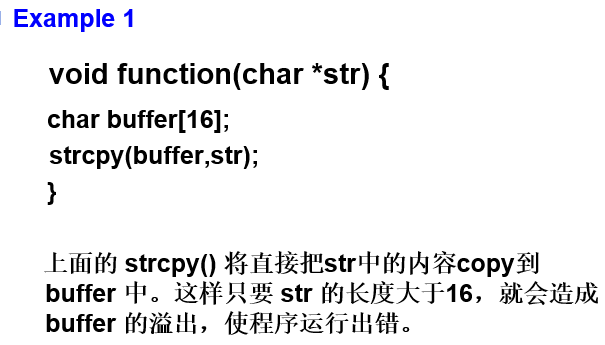 Example 1
void function(char *str) {
char buffer[16];
strcpy(buffer,str);
}
上面的 strcpy() 将直接把str中的内容copy到
buffer 中。这样只要 str 的长度大于16，就会造成
buffer 的溢出，使程序运行出错。